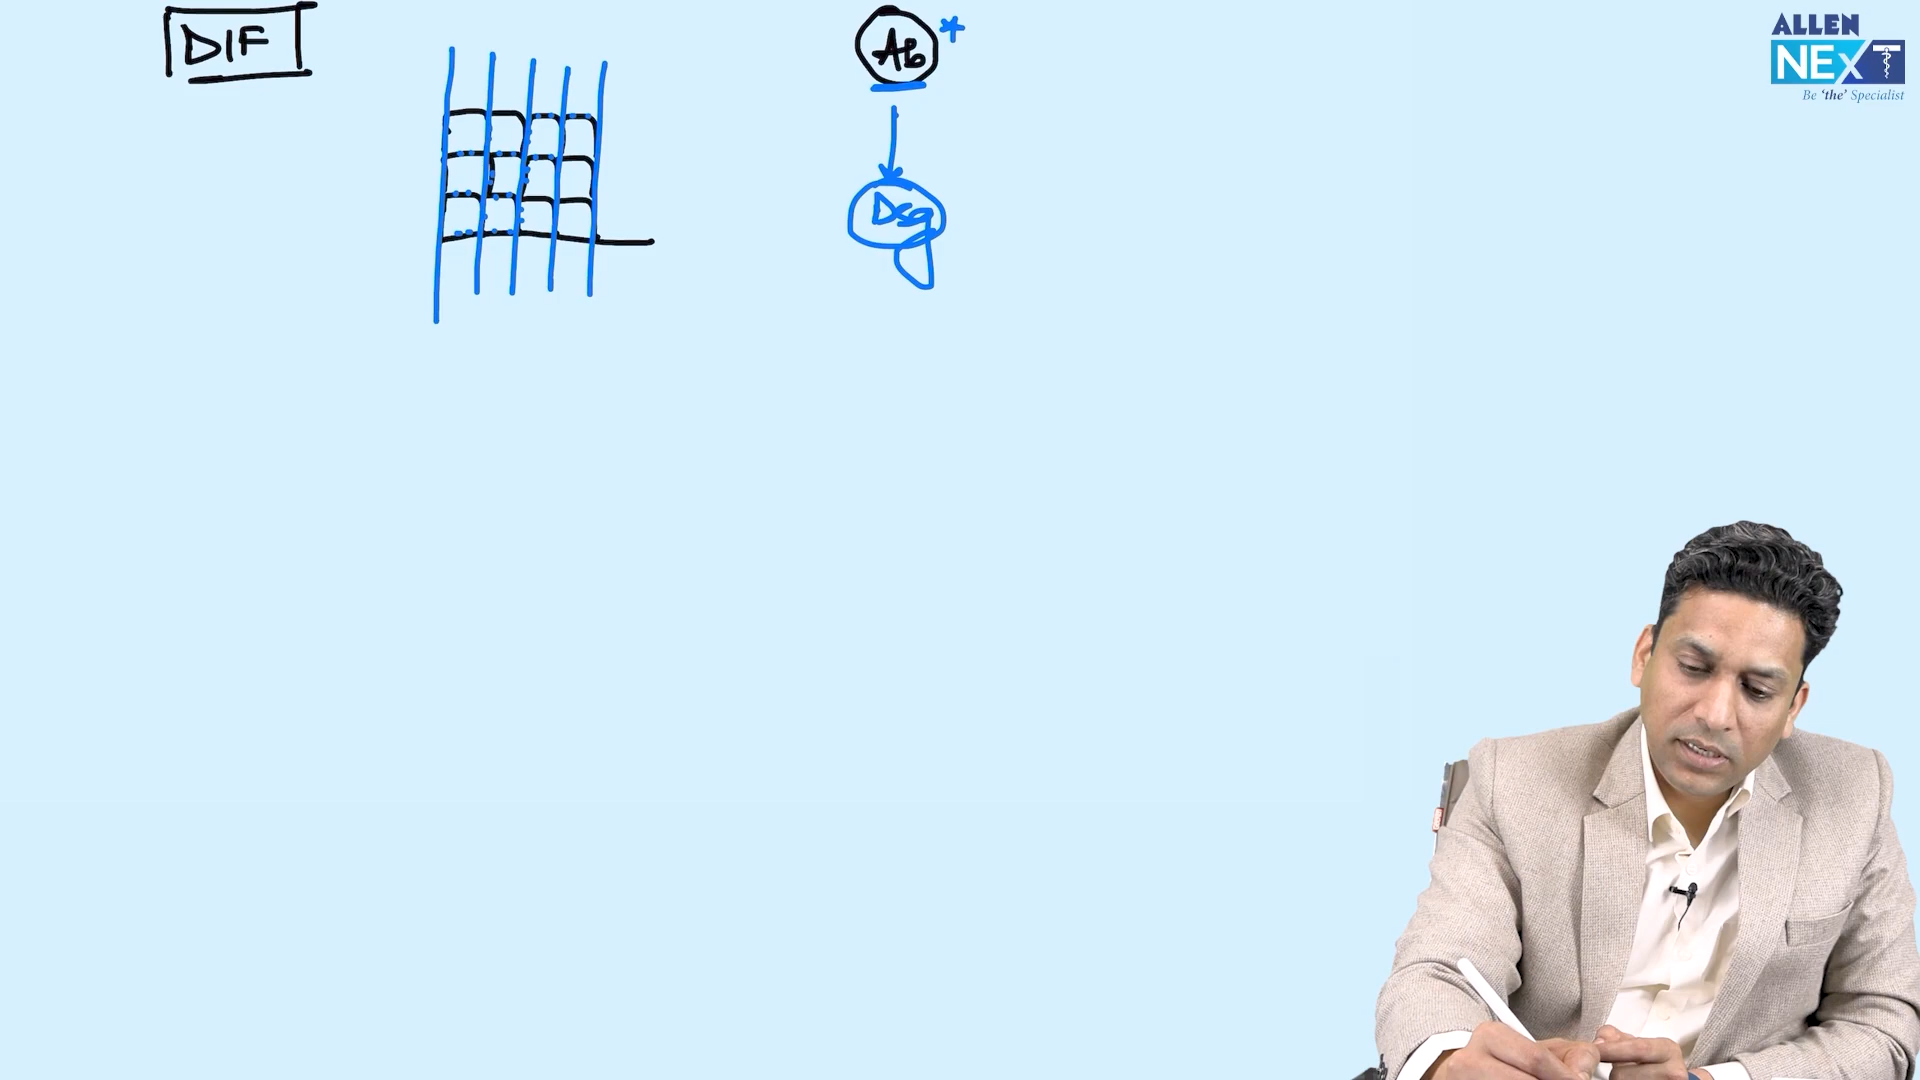 DIF
Ab*
Dsg
ALLEN
NEXT
Be 'the' Specialist